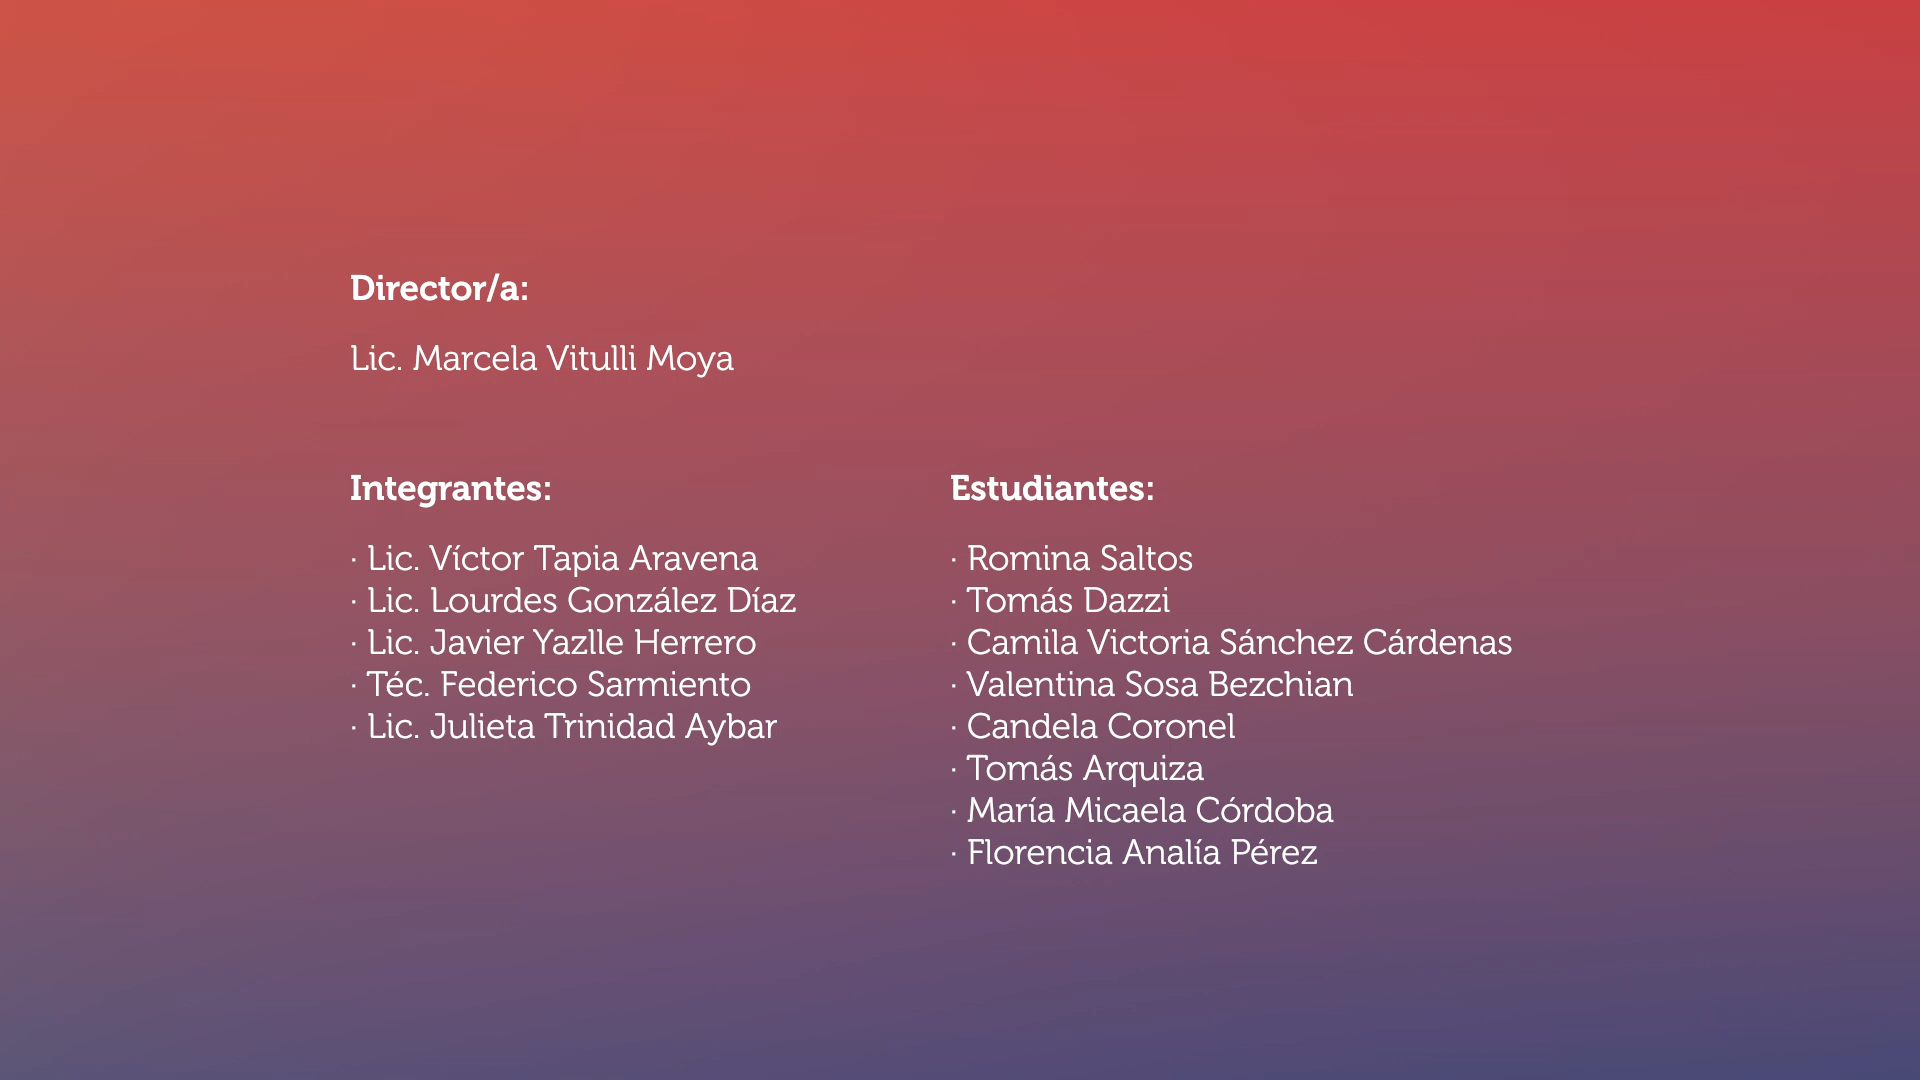 Director/a:
Lic. Marcela Vitulli Moya
Integrantes:
· Lic. Víctor Tapia Aravena
· Lic. Lourdes González Díaz
· Lic. Javier Yazlle Herrero
· Téc. Federico Sarmiento
· Lic. Julieta Trinidad Aybar
Estudiantes:
· Romina Saltos
· Tomás Dazzi
· Camila Victoria Sánchez Cárdenas
· Valentina Sosa Bezchian
· Candela Coronel
· Tomás Arquiza
· María Micaela Córdoba
· Florencia Analía Pérez